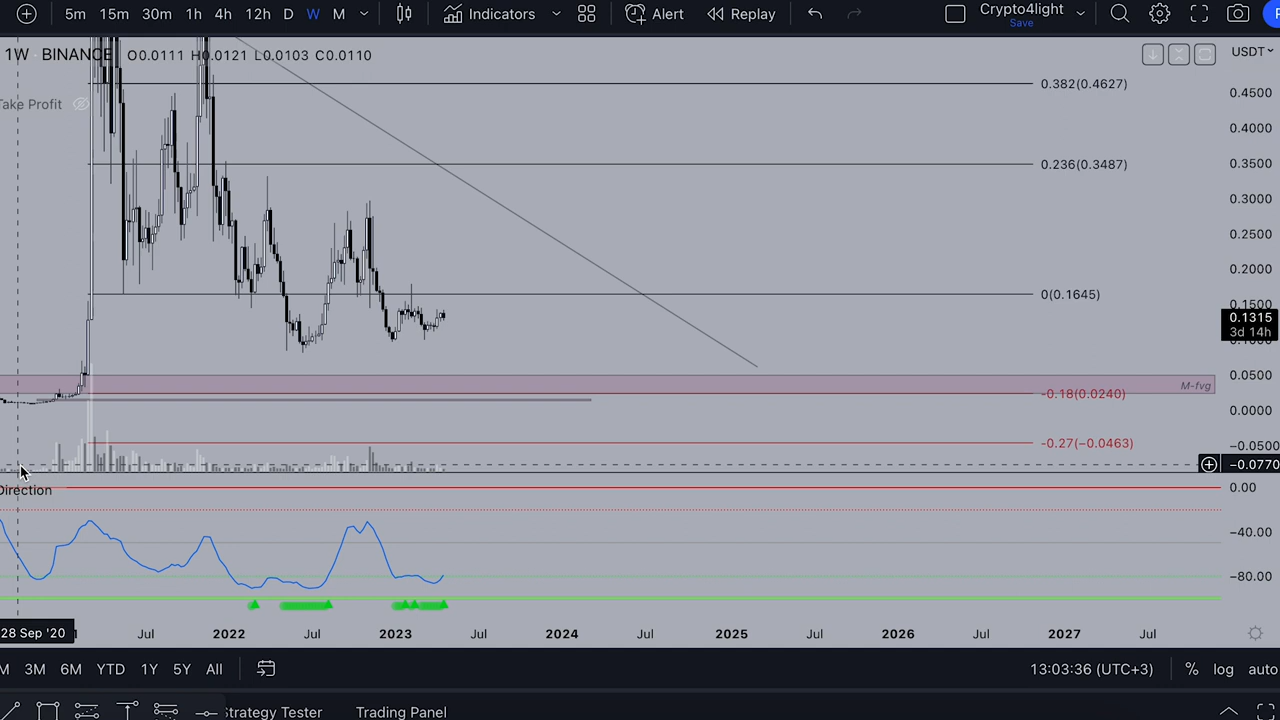 5m 15m 30m 1h 4h 12h D W M Indicators Alert Replay Crypto4light
Save
1W · BINANCE O0.0111 H0.0121 L0.0103 C0.0110 USDT
Take Profit
0.382(0.4627)
0.4500
0.4000
0.236(0.3487)
0.3500
0.3000
0.2500
0.2000
0(0.1645)
0.1500
0.1315
3d 14h
0.1000
0.0500
M-fvg
-0.18(0.0240)
0.0000
-0.27(−0.0463)
−0.0500
−0.0770
Direction
0.00
−40.00
−80.00
28 Sep '20 Jul 2022 Jul 2023 Jul 2024 Jul 2025 Jul 2026 Jul 2027 Jul
M 3M 6M YTD 1Y 5Y All 13:03:36 (UTC+3) % log auto
Strategy Tester Trading Panel